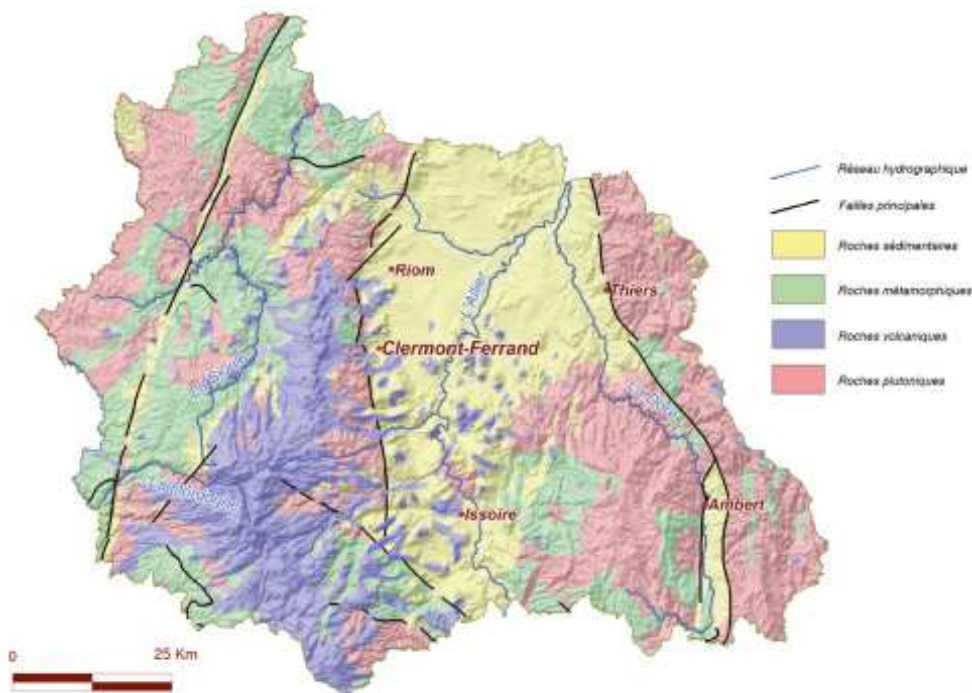 Réseau hydrographique
Failles principales
Roches sédimentaires
Roches métamorphiques
Roches volcaniques
Roches plutoniques
Riom
Thiers
L'Allier
Clermont-Ferrand
Issoire
Ambert
0
25 Km